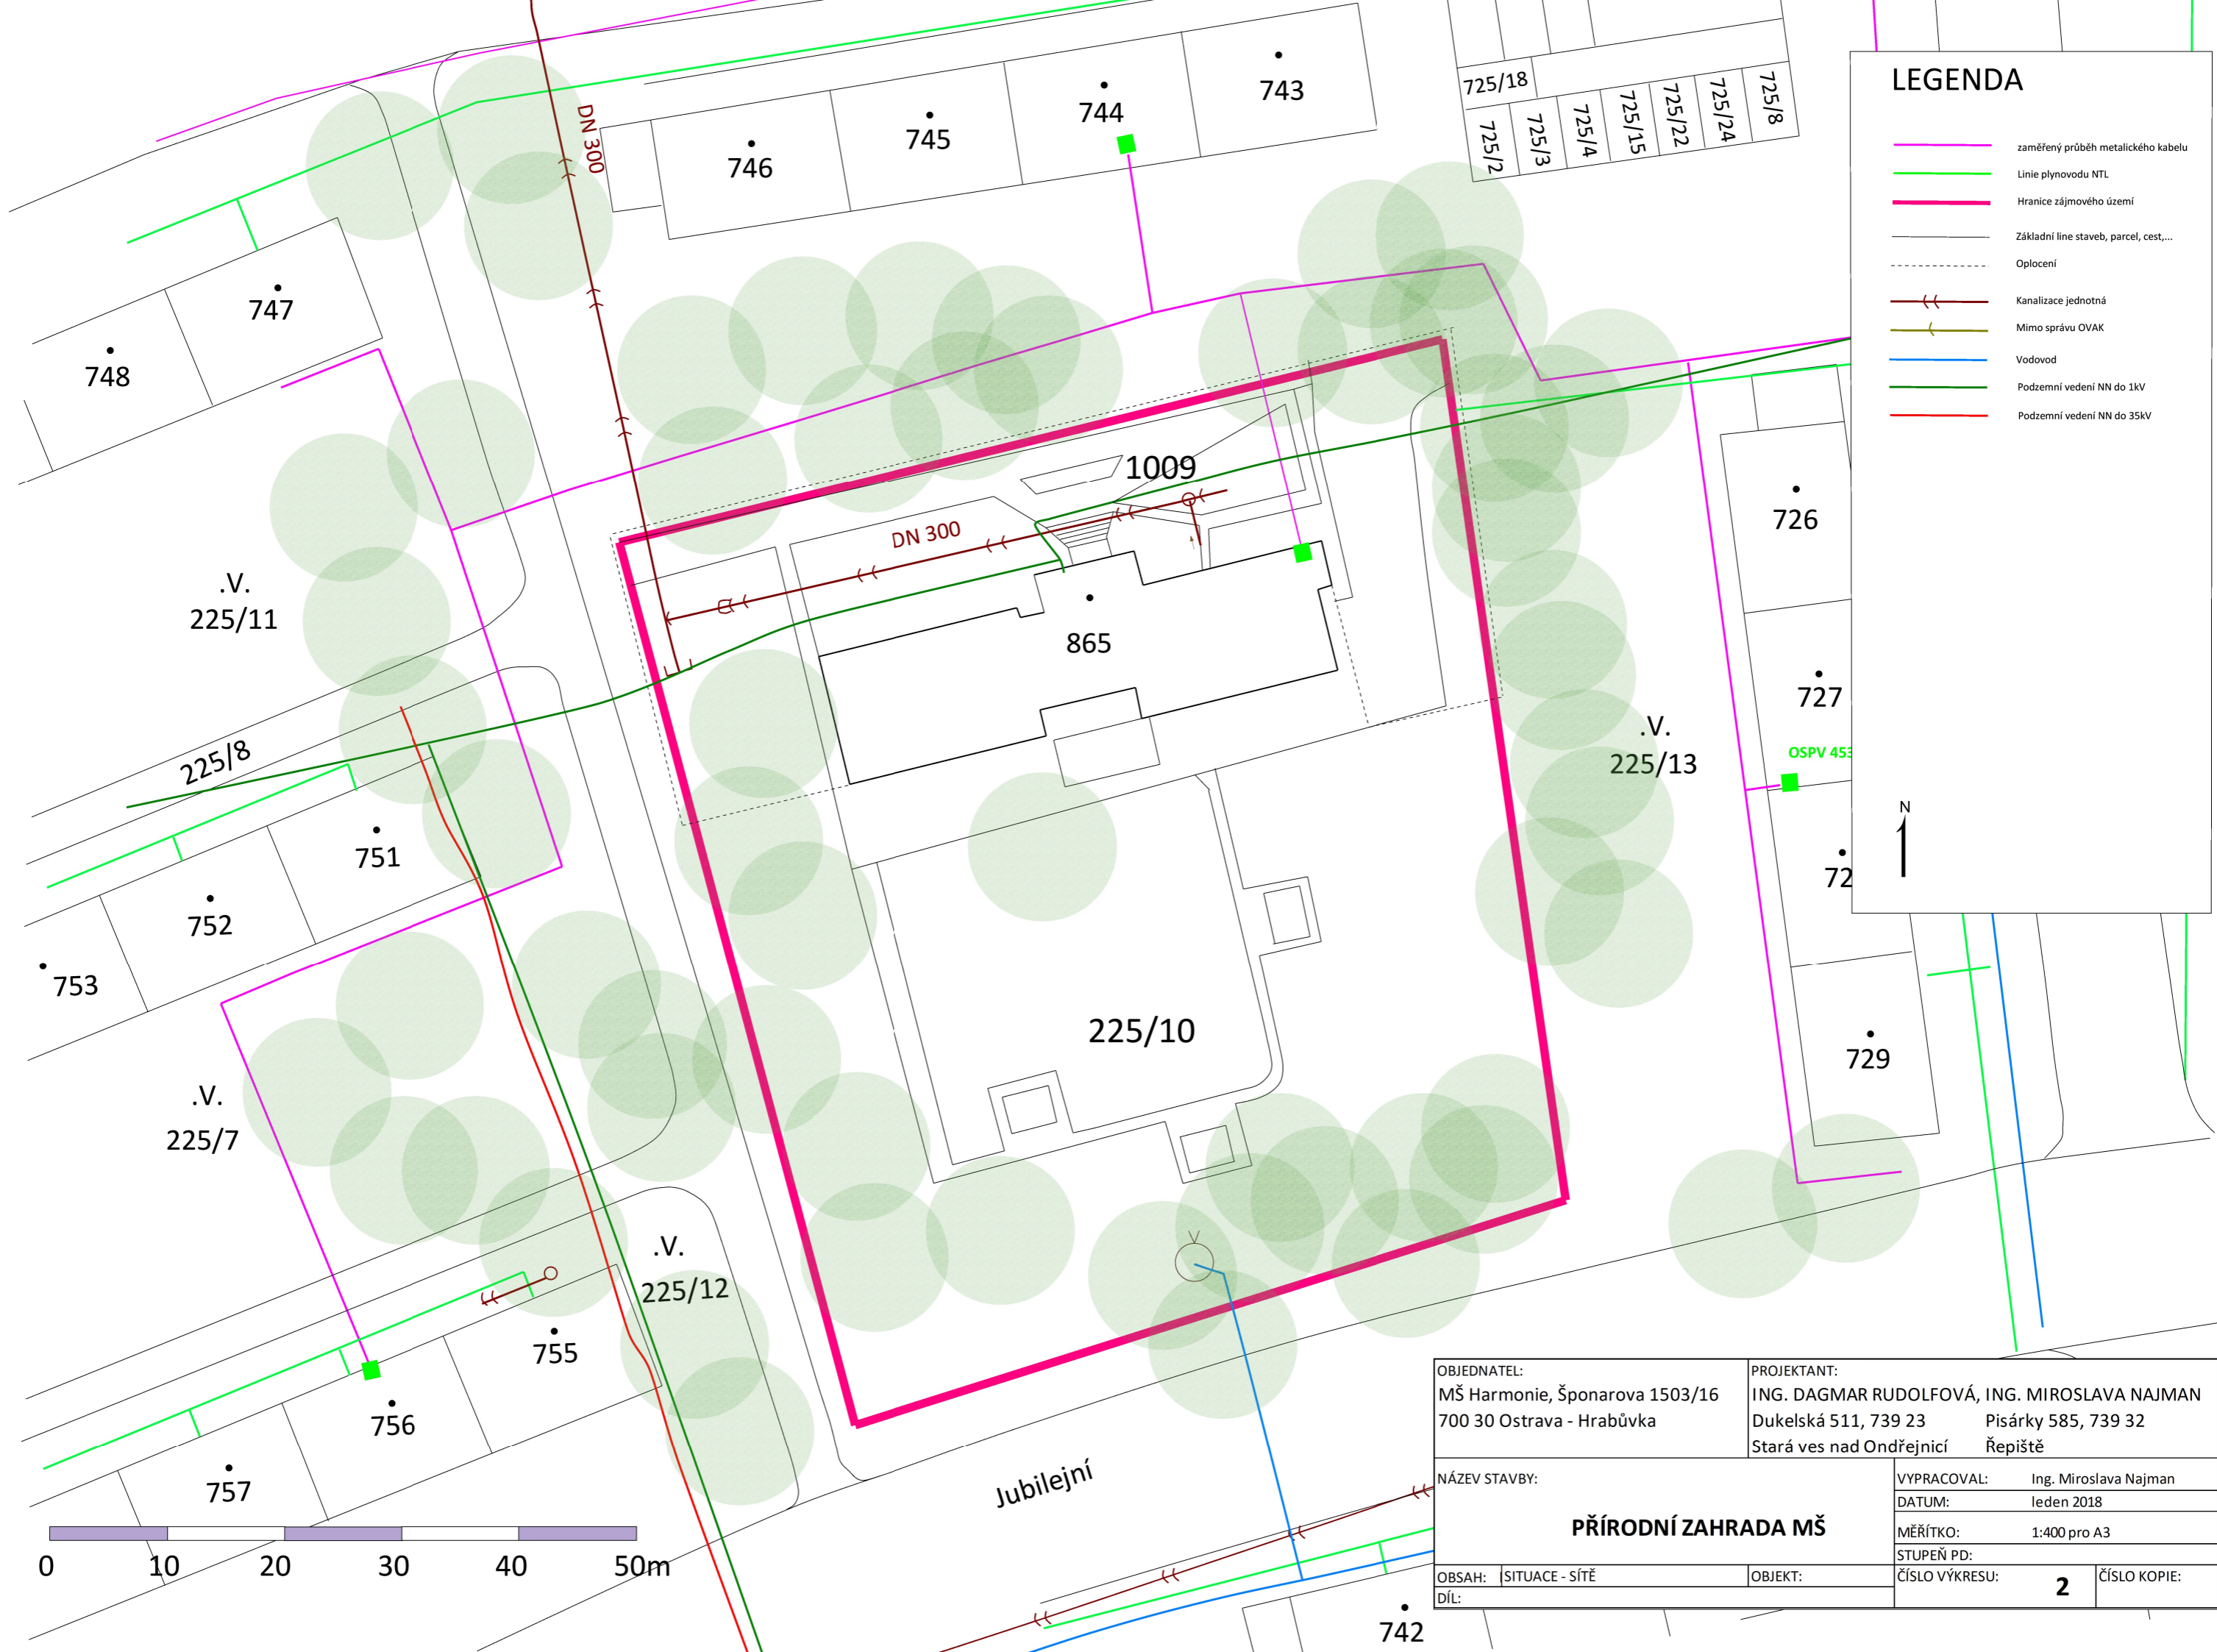 DN 300
746
745
744
743
725/18
725/2
725/3
725/4
725/15
725/22
725/24
725/8
747
748
.V.
225/11
225/8
751
752
753
.V.
225/7
.V.
225/12
755
756
757
1009
DN 300
865
225/10
.V.
225/13
726
727
OSPV 453
72
729
742
Jubilejní
0 10 20 30 40 50m
LEGENDA
zaměřený průběh metalického kabelu
Linie plynovodu NTL
Hranice zájmového území
Základní line staveb, parcel, cest,...
Oplocení
Kanalizace jednotná
Mimo správu OVAK
Vodovod
Podzemní vedení NN do 1kV
Podzemní vedení NN do 35kV
N
OBJEDNATEL:
MŠ Harmonie, Šponarova 1503/16
700 30 Ostrava - Hrabůvka
PROJEKTANT:
ING. DAGMAR RUDOLFOVÁ, ING. MIROSLAVA NAJMAN
Dukelská 511, 739 23 Pisárky 585, 739 32
Stará ves nad Ondřejnicí Řepiště
NÁZEV STAVBY:
PŘÍRODNÍ ZAHRADA MŠ
VYPRACOVAL: Ing. Miroslava Najman
DATUM: leden 2018
MĚŘÍTKO: 1:400 pro A3
STUPEŇ PD:
OBSAH: SITUACE - SÍTĚ
OBJEKT:
ČÍSLO VÝKRESU: 2
ČÍSLO KOPIE:
DÍL: